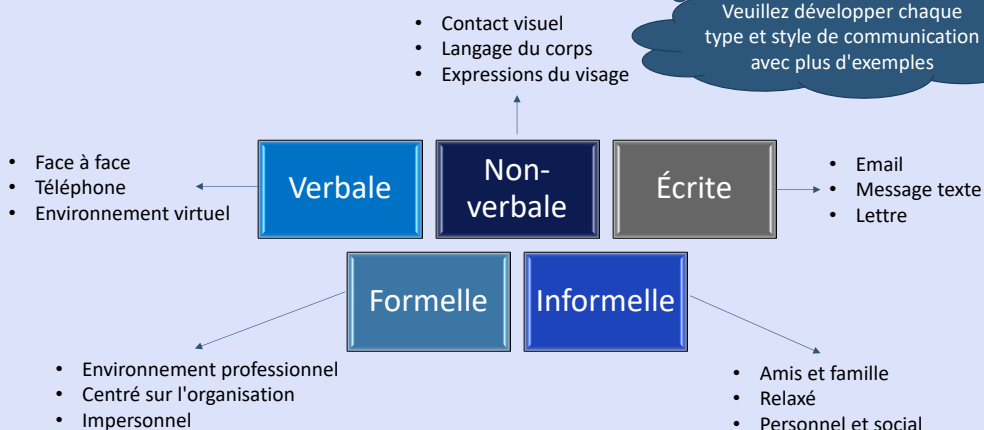 • Contact visuel
• Langage du corps
• Expressions du visage
Veuillez développer chaque
type et style de communication
avec plus d'exemples
• Face à face
• Téléphone
• Environnement virtuel
Verbale
Non-
verbale
Écrite
• Email
• Message texte
• Lettre
Formelle
Informelle
• Environnement professionnel
• Centré sur l'organisation
• Impersonnel
• Amis et famille
• Relaxé
• Personnel et social